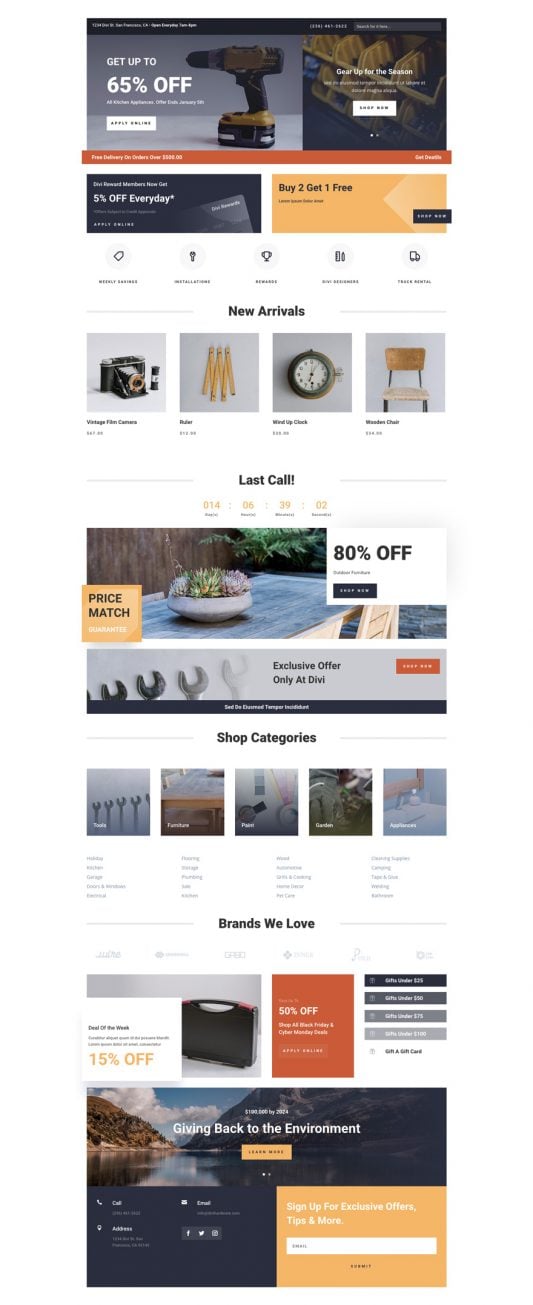 1234 Divi St. San Francisco, CA • Open Everyday 7am-8pm
(236) 461-2622
Search for it here...
GET UP TO
65% OFF
All Kitchen Appliances. Offer Ends January 5th
APPLY ONLINE
Gear Up for the Season
Sed do eiusmod tempor incididunt ut labore et
dolore magna aliqua.
SHOP NOW
Free Delivery On Orders Over $500.00
Get Deatils
Divi Reward Members Now Get
5% OFF Everyday*
*Offers Subject to Credit Approvals
APPLY ONLINE
Divi Rewards
Buy 2 Get 1 Free
Lorem Ipsum Dolor Amet
SHOP NOW
WEEKLY SAVINGS
INSTALLATIONS
REWARDS
DIVI DESIGNERS
TRUCK RENTAL
New Arrivals
Vintage Film Camera
$67.00
Ruler
$12.00
Wind Up Clock
$20.00
Wooden Chair
$34.00
Last Call!
014 : 06 : 39 : 02
Day(s) Hour(s) Minute(s) Second(s)
80% OFF
Outdoor Furniture
SHOP NOW
PRICE
MATCH
GUARANTEE
Exclusive Offer
Only At Divi
SHOP NOW
Sed Do Eiusmod Tempor Incididunt
Shop Categories
Tools
Furniture
Paint
Garden
Appliances
Holiday
Kitchen
Garage
Doors & Windows
Electrical
Flooring
Storage
Plumbing
Sale
Kitchen
Wood
Automotive
Grills & Cooking
Home Decor
Pet Care
Cleaning Supplies
Camping
Tape & Glue
Welding
Bathroom
Brands We Love
Deal Of the Week
Curabitur aliquet quam id dui posuere blandit.
Lorem ipsum dolor sit amet, consectetur
15% OFF
50% OFF
Shop All Black Friday &
Cyber Monday Deals
APPLY ONLINE
Gifts Under $25
Gifts Under $50
Gifts Under $75
Gifts Under $100
Gift A Gift Card
$190,000 by 2024
Giving Back to the Environment
LEARN MORE
Call
(236) 461-2622
Email
info@divihardware.com
Address
1234 Divi St. San
Francisco, CA 93145
Sign Up For Exclusive Offers,
Tips & More.
EMAIL
SUBMIT